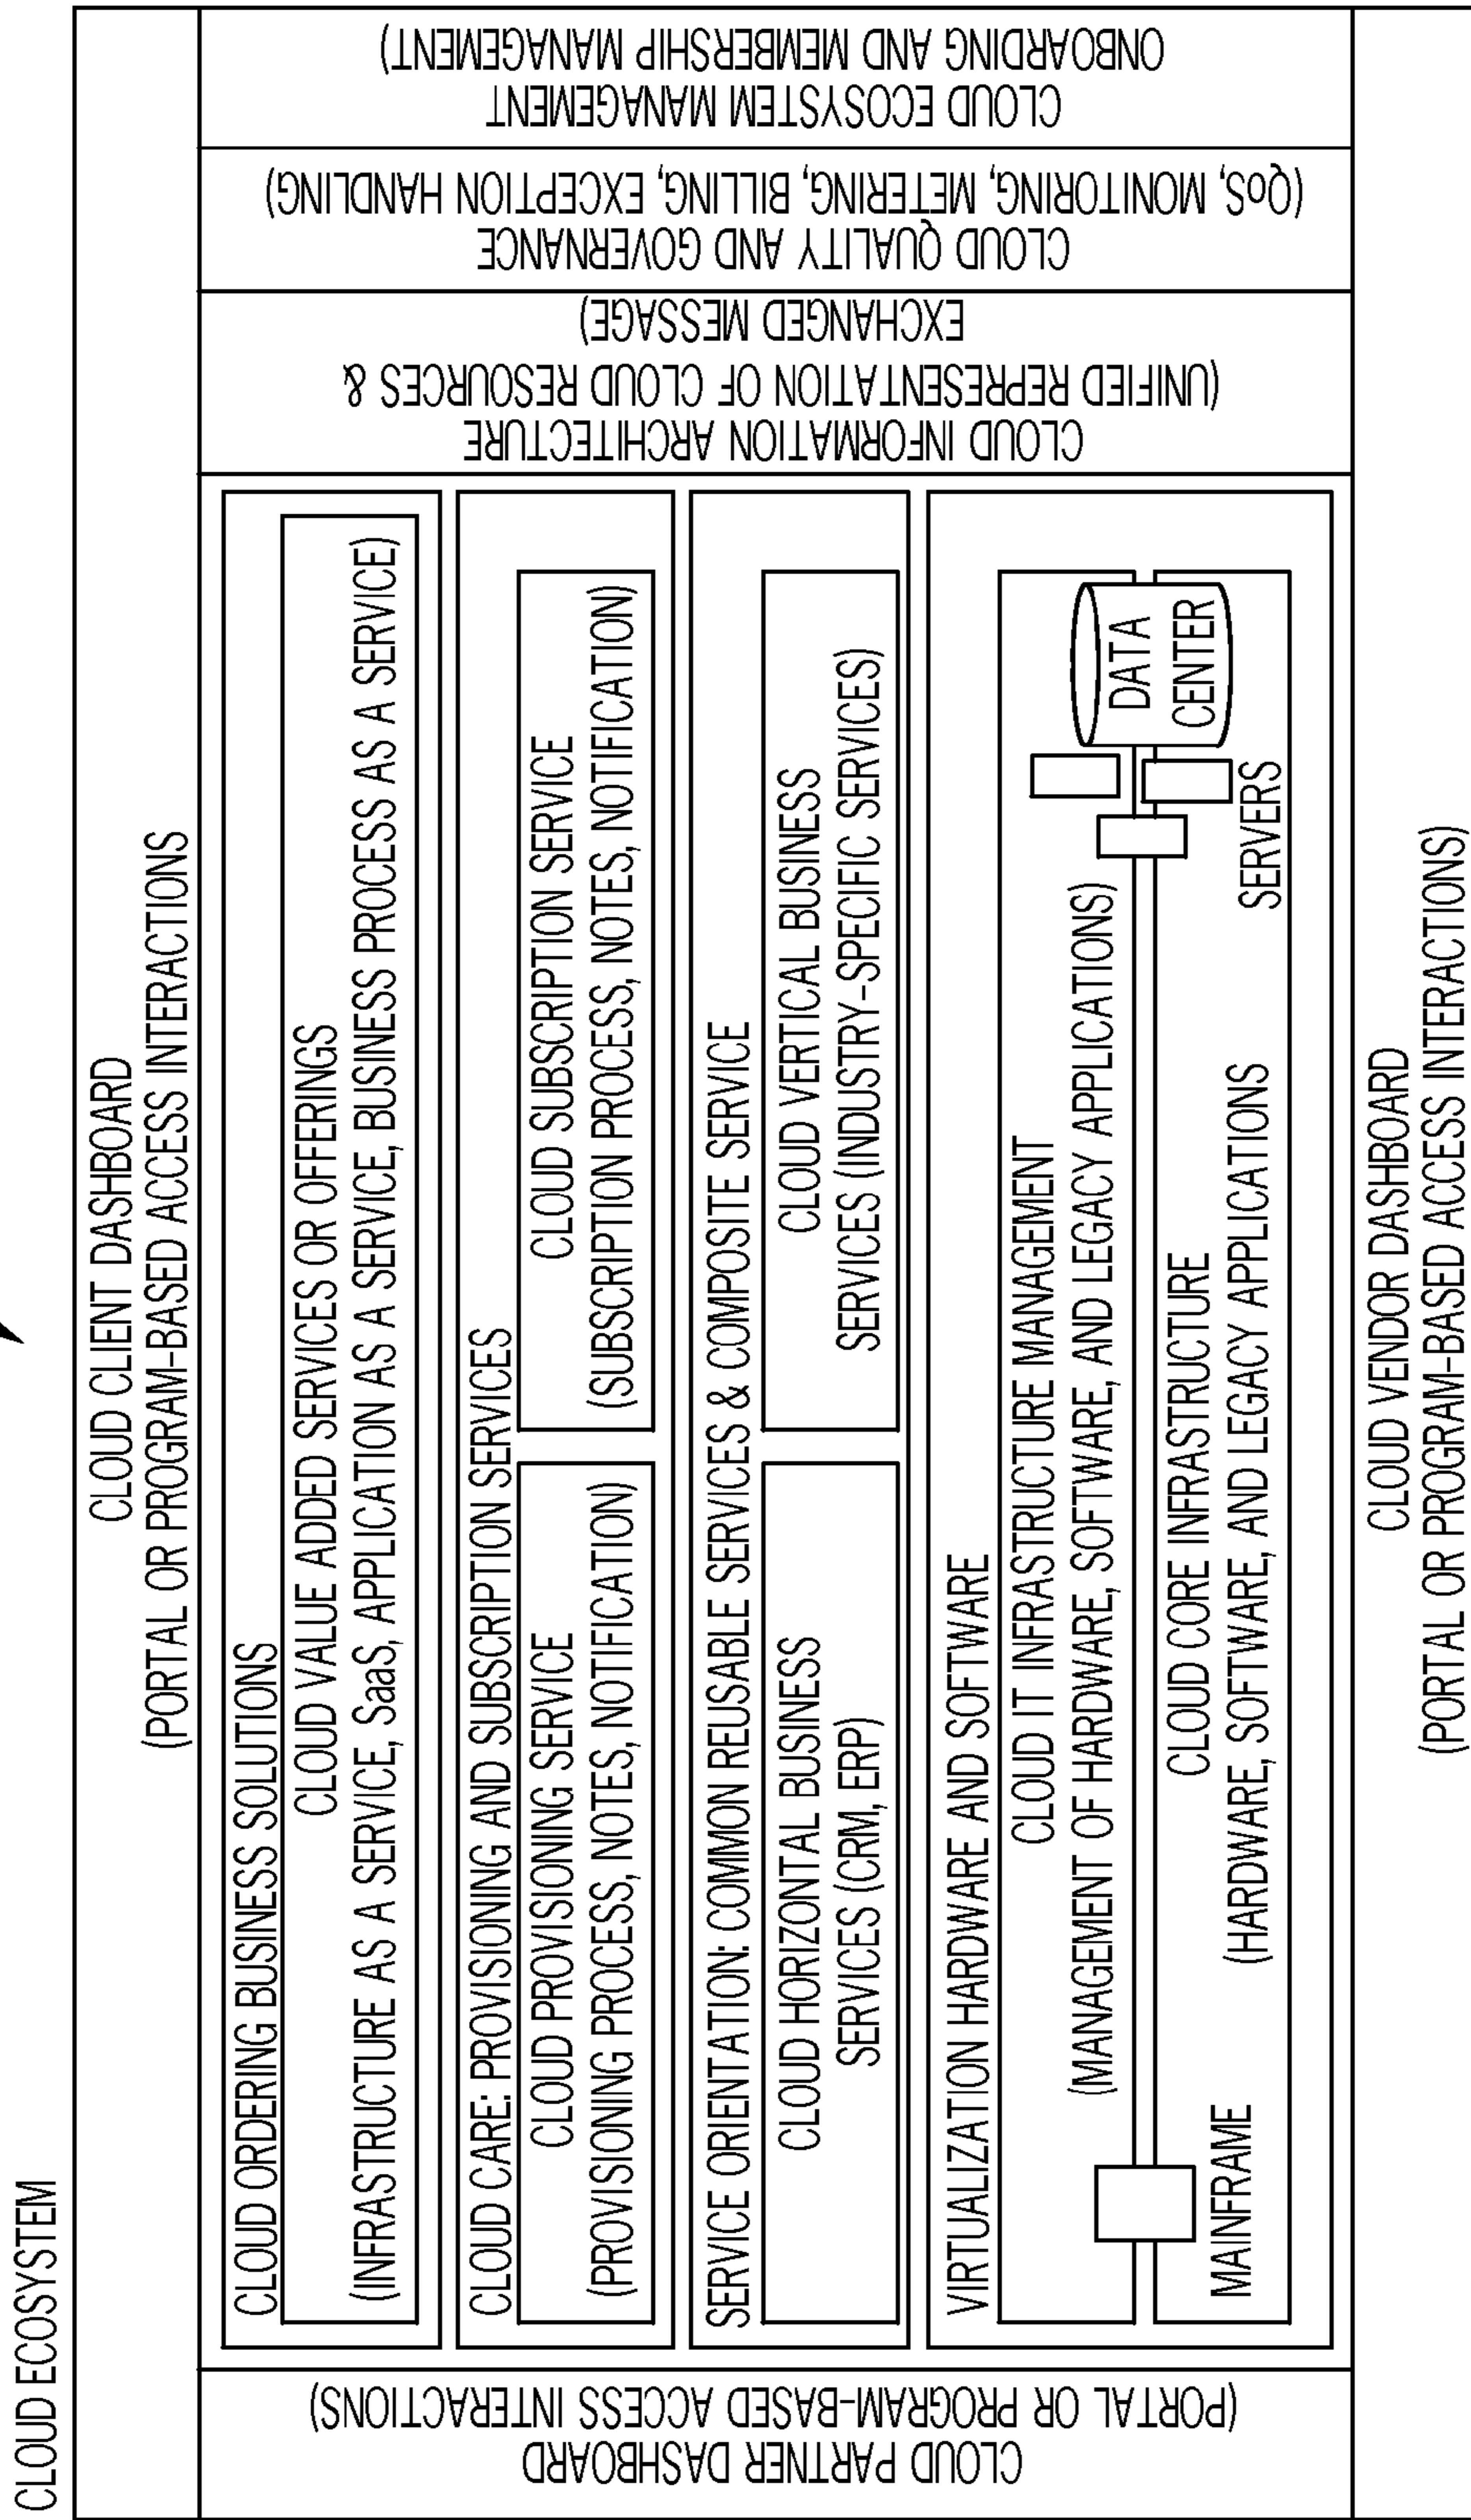 CLOUD ECOSYSTEM
CLOUD CLIENT DASHBOARD
(PORTAL OR PROGRAM-BASED ACCESS INTERACTIONS
CLOUD PARTNER DASHBOARD
(PORTAL OR PROGRAM-BASED ACCESS INTERACTIONS)
CLOUD ORDERING BUSINESS SOLUTIONS
CLOUD VALUE ADDED SERVICES OR OFFERINGS
(INFRASTRUCTURE AS A SERVICE, SaaS, APPLICATION AS A SERVICE, BUSINESS PROCESS AS A SERVICE)
CLOUD CARE: PROVISIONING AND SUBSCRIPTION SERVICES
CLOUD PROVISIONING SERVICE
(PROVISIONING PROCESS, NOTES, NOTIFICATION)
CLOUD SUBSCRIPTION SERVICE
(SUBSCRIPTION PROCESS, NOTES, NOTIFICATION)
SERVICE ORIENTATION: COMMON REUSABLE SERVICES & COMPOSITE SERVICE
CLOUD HORIZONTAL BUSINESS
SERVICES (CRM, ERP)
CLOUD VERTICAL BUSINESS
SERVICES (INDUSTRY-SPECIFIC SERVICES)
VIRTUALIZATION HARDWARE AND SOFTWARE
CLOUD IT INFRASTRUCTURE MANAGEMENT
(MANAGEMENT OF HARDWARE, SOFTWARE, AND LEGACY APPLICATIONS)
CLOUD CORE INFRASTRUCTURE
(HARDWARE, SOFTWARE, AND LEGACY APPLICATIONS
MAINFRAME
SERVERS
DATA
CENTER
CLOUD INFORMATION ARCHITECTURE
(UNIFIED REPRESENTATION OF CLOUD RESOURCES &
EXCHANGED MESSAGE)
CLOUD QUALITY AND GOVERNANCE
(QoS, MONITORING, METERING, BILLING, EXCEPTION HANDLING)
CLOUD ECOSYSTEM MANAGEMENT
ONBOARDING AND MEMBERSHIP MANAGEMENT)
CLOUD VENDOR DASHBOARD
(PORTAL OR PROGRAM-BASED ACCESS INTERACTIONS)